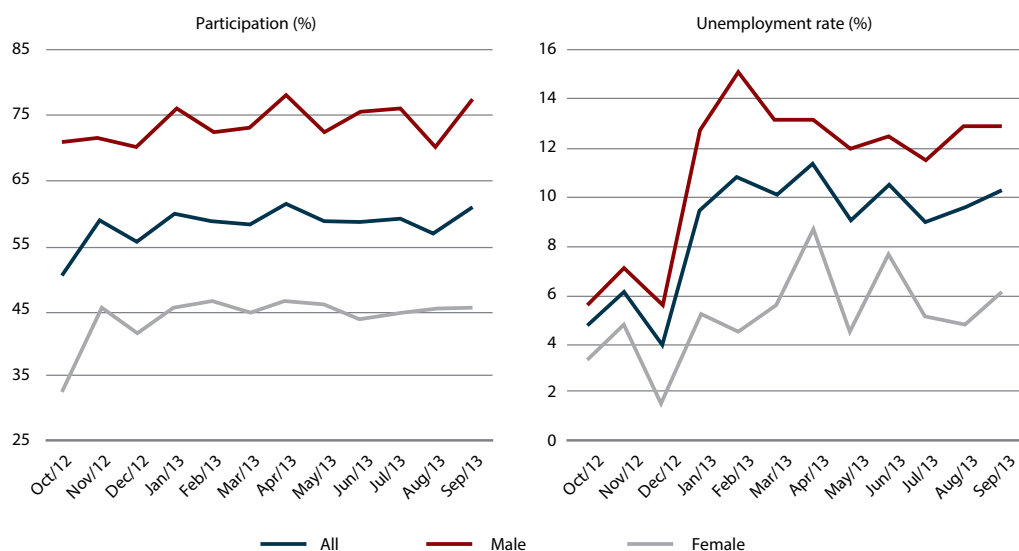 Participation (%)
85
75
65
55
45
35
25
Oct/12
Nov/12
Dec/12
Jan/13
Feb/13
Mar/13
Apr/13
May/13
Jun/13
Jul/13
Aug/13
Sep/13
Unemployment rate (%)
16
14
12
10
8
6
4
2
0
Oct/12
Nov/12
Dec/12
Jan/13
Feb/13
Mar/13
Apr/13
May/13
Jun/13
Jul/13
Aug/13
Sep/13
All Male Female